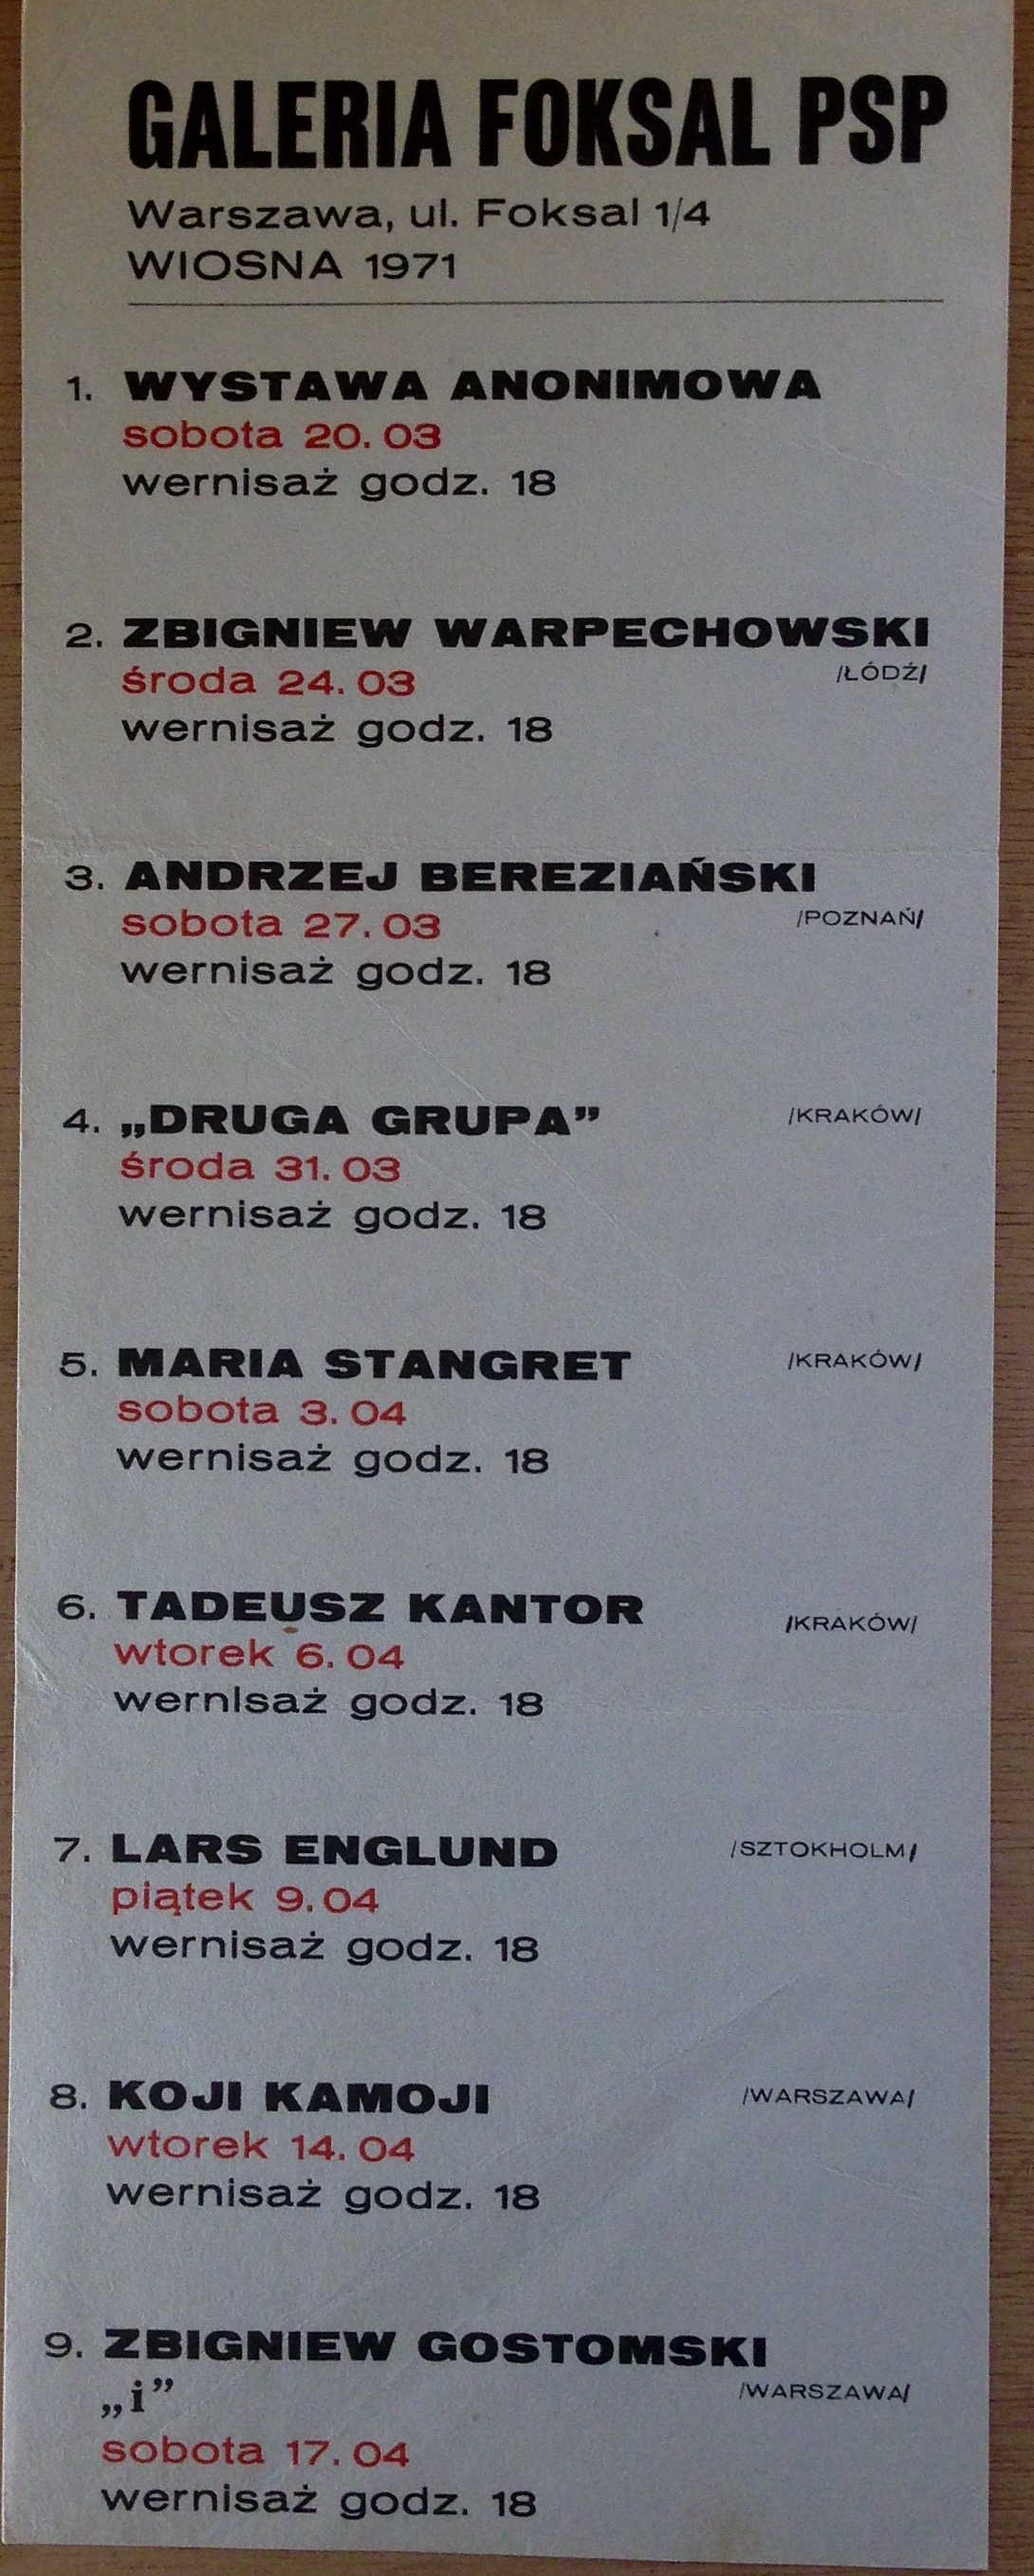 GALERIA FOKSAL PSP
Warszawa, ul. Foksal 1/4
WIOSNA 1971
1. WYSTAWA ANONIMOWA
sobota 20. 03
wernisaż godz. 18
2. ZBIGNIEW WARPECHOWSKI
środa 24. 03 /ŁÓDŹ/
wernisaż godz. 18
3. ANDRZEJ BEREZIAŃSKI
sobota 27. 03 /POZNAŃ/
wernisaż godz. 18
4. „DRUGA GRUPA” /KRAKÓW/
środa 31. 03
wernisaż godz. 18
5. MARIA STANGRET /KRAKÓW/
sobota 3. 04
wernisaż godz. 18
6. TADEUSZ KANTOR /KRAKÓW/
wtorek 6. 04
wernisaż godz. 18
7. LARS ENGLUND /SZTOKHOLM/
piątek 9. 04
wernisaż godz. 18
8. KOJI KAMOJI /WARSZAWA/
wtorek 14. 04
wernisaż godz. 18
9. ZBIGNIEW GOSTOMSKI
„i” /WARSZAWA/
sobota 17. 04
wernisaż godz. 18